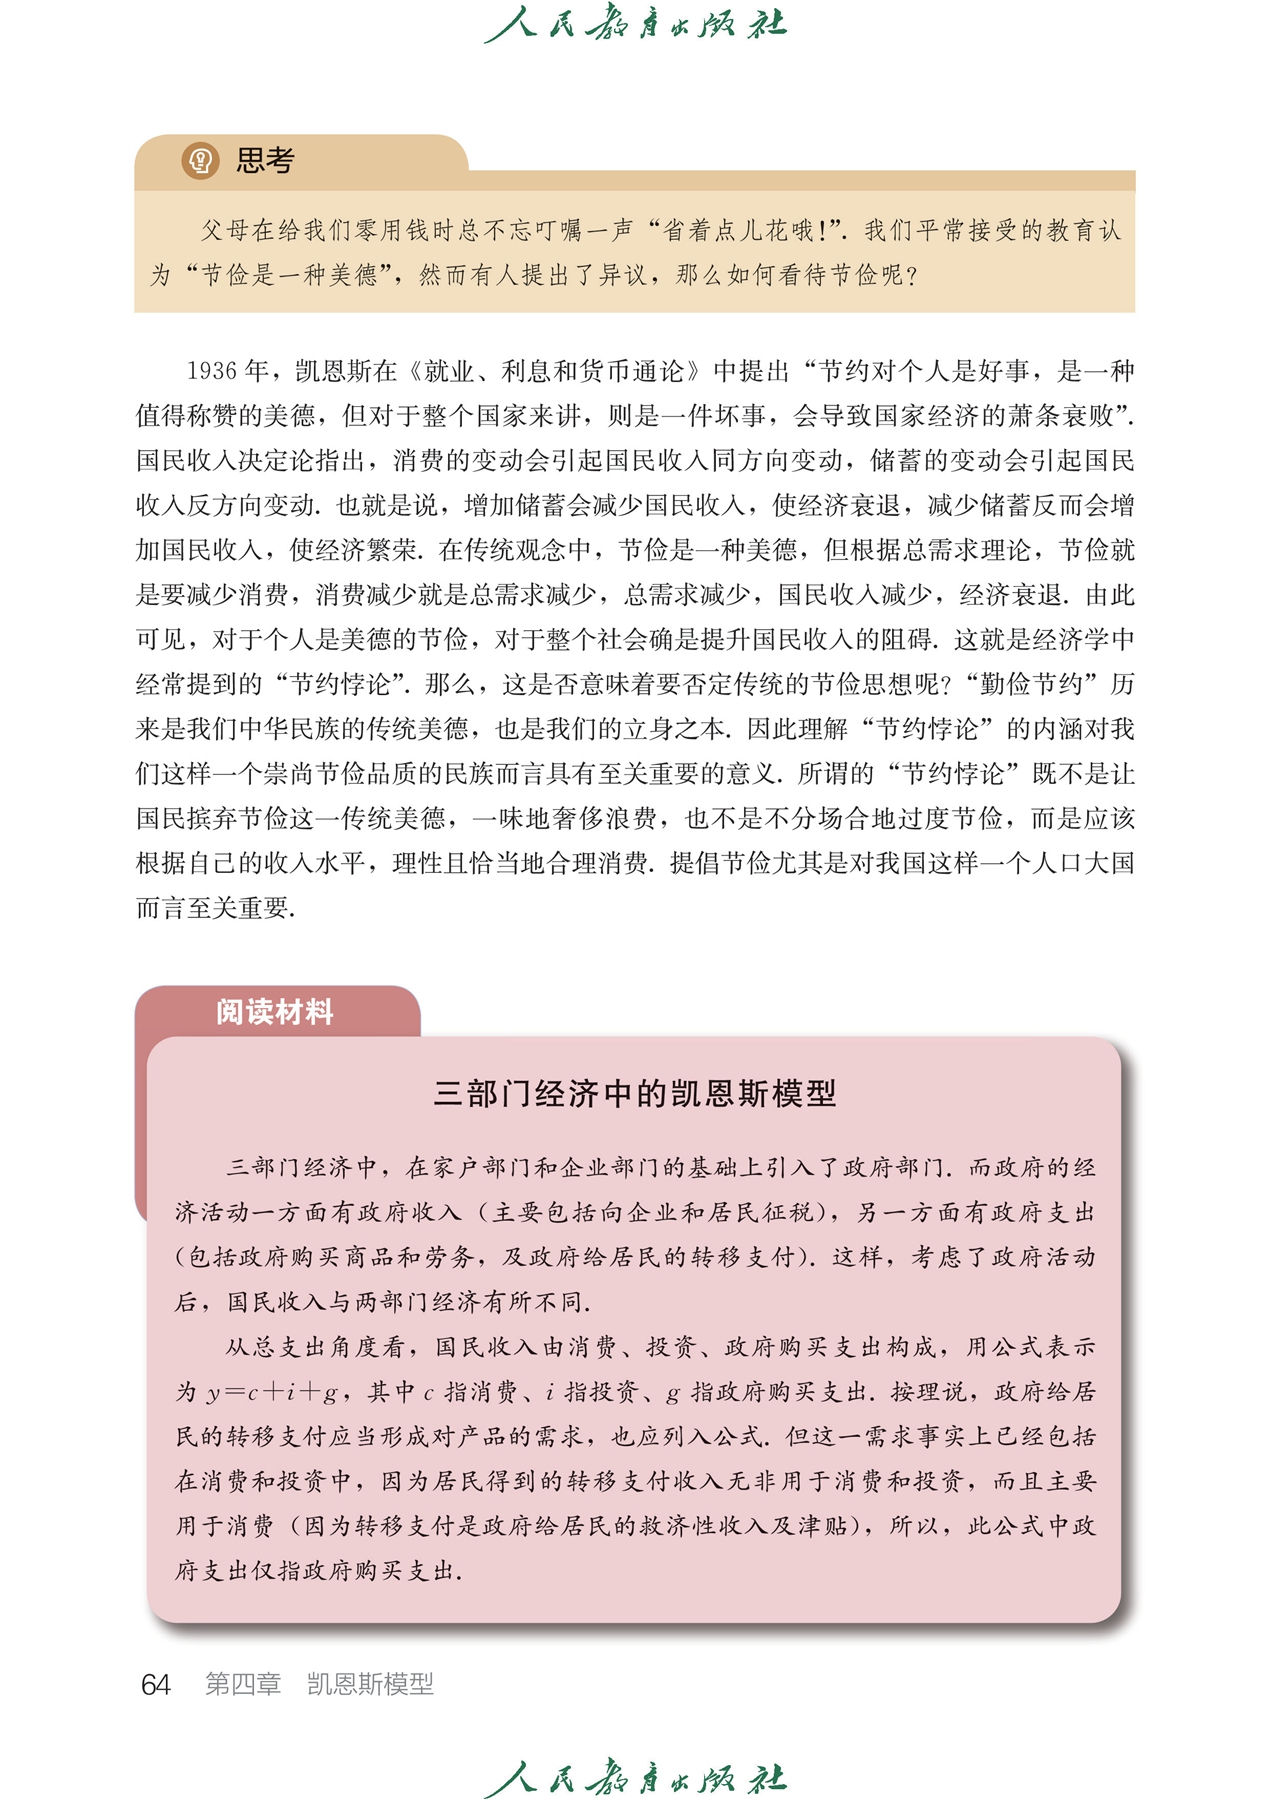 人民教育出版社
思考
父母在给我们零用钱时总不忘叮嘱一声“省着点儿花哦!”. 我们平常接受的教育认
为“节俭是一种美德”，然而有人提出了异议，那么如何看待节俭呢?
1936 年，凯恩斯在《就业、利息和货币通论》中提出“节约对个人是好事，是一种
值得称赞的美德，但对于整个国家来讲，则是一件坏事，会导致国家经济的萧条衰败”.
国民收入决定论指出，消费的变动会引起国民收入同方向变动，储蓄的变动会引起国民
收入反方向变动. 也就是说，增加储蓄会减少国民收入，使经济衰退，减少储蓄反而会增
加国民收入，使经济繁荣. 在传统观念中，节俭是一种美德，但根据总需求理论，节俭就
是要减少消费，消费减少就是总需求减少，总需求减少，国民收入减少，经济衰退. 由此
可见，对于个人是美德的节俭，对于整个社会确是提升国民收入的阻碍. 这就是经济学中
经常提到的“节约悖论”. 那么，这是否意味着要否定传统的节俭思想呢?“勤俭节约”历
来是我们中华民族的传统美德，也是我们的立身之本. 因此理解“节约悖论”的内涵对我
们这样一个崇尚节俭品质的民族而言具有至关重要的意义. 所谓的“节约悖论”既不是让
国民摈弃节俭这一传统美德，一味地奢侈浪费，也不是不分场合地过度节俭，而是应该
根据自己的收入水平，理性且恰当地合理消费. 提倡节俭尤其是对我国这样一个人口大国
而言至关重要.
阅读材料
三部门经济中的凯恩斯模型
三部门经济中，在家户部门和企业部门的基础上引入了政府部门. 而政府的经
济活动一方面有政府收入（主要包括向企业和居民征税），另一方面有政府支出
（包括政府购买商品和劳务，及政府给居民的转移支付）. 这样，考虑了政府活动
后，国民收入与两部门经济有所不同.
从总支出角度看，国民收入由消费、投资、政府购买支出构成，用公式表示
为 y=c+i+g，其中 c 指消费、i 指投资、g 指政府购买支出. 按理说，政府给居
民的转移支付应当形成对产品的需求，也应列入公式. 但这一需求事实上已经包括
在消费和投资中，因为居民得到的转移支付收入无非用于消费和投资，而且主要
用于消费（因为转移支付是政府给居民的救济性收入及津贴），所以，此公式中政
府支出仅指政府购买支出.
64 第四章 凯恩斯模型
人民教育出版社